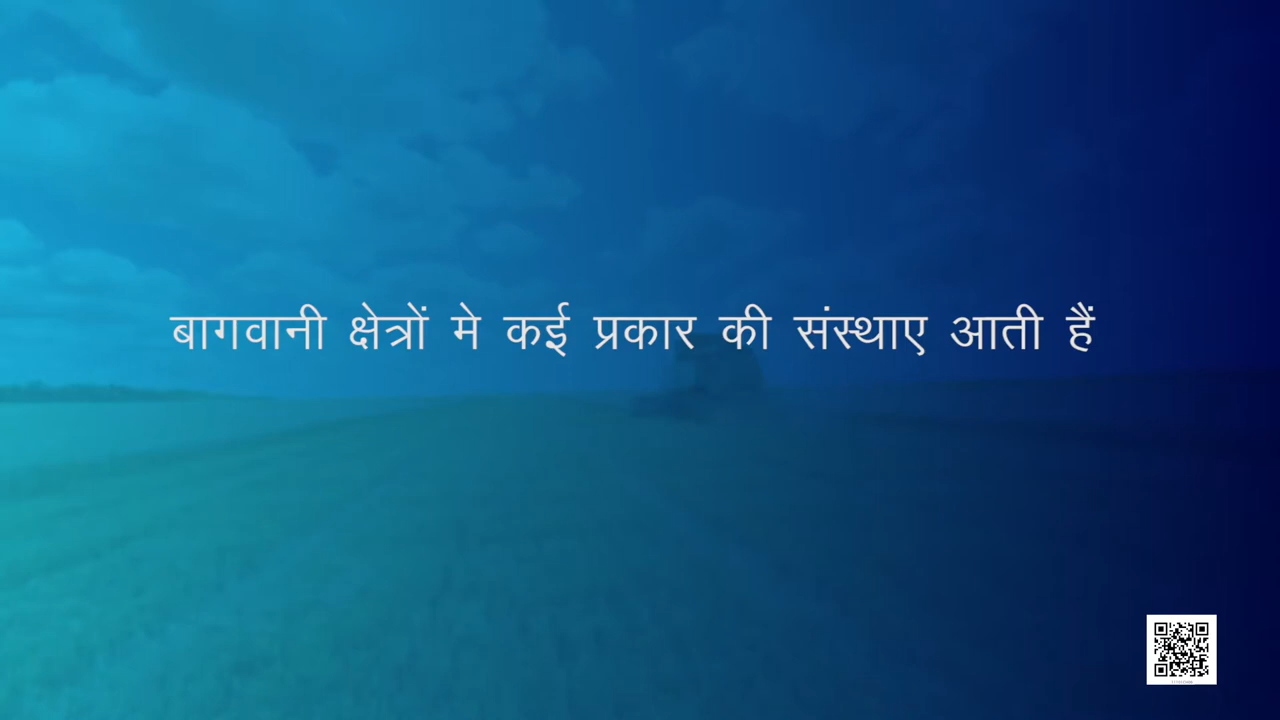 बागवानी क्षेत्रों मे कई प्रकार की संस्थाए आती हैं